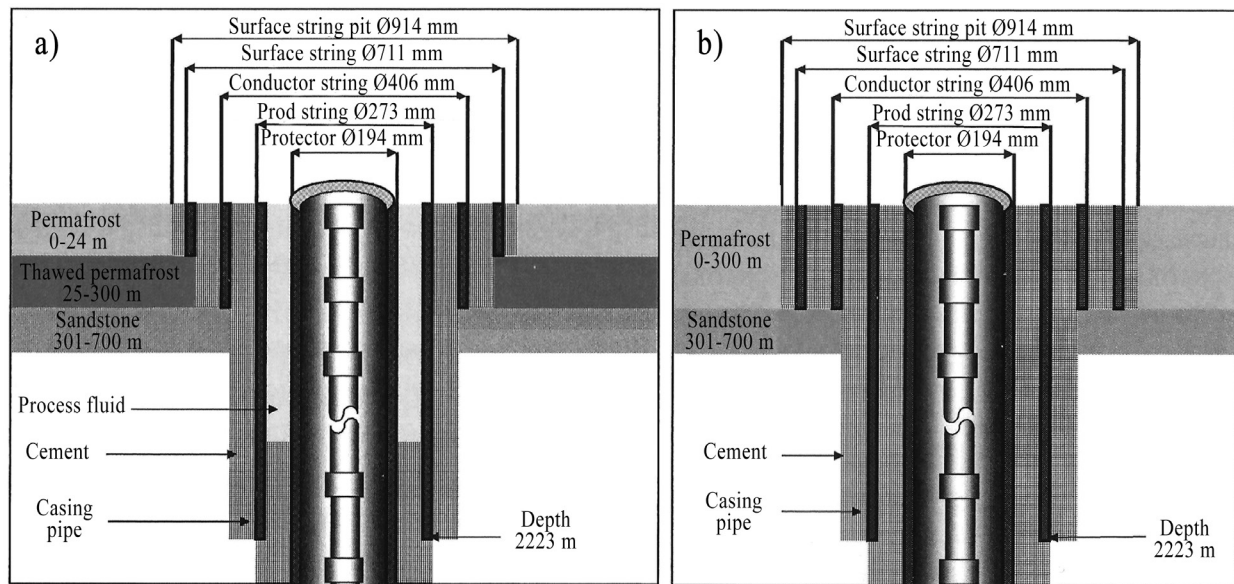 a)
Surface string pit Ø914 mm
Surface string Ø711 mm
Conductor string Ø406 mm
Prod string Ø273 mm
Protector Ø194 mm
Permafrost
0-24 m
Thawed permafrost
25-300 m
Sandstone
301-700 m
Process fluid
Cement
Casing
pipe
Depth
2223 m
b)
Surface string pit Ø914 mm
Surface string Ø711 mm
Conductor string Ø406 mm
Prod string Ø273 mm
Protector Ø194 mm
Permafrost
0-300 m
Sandstone
301-700 m
Cement
Casing
pipe
Depth
2223 m